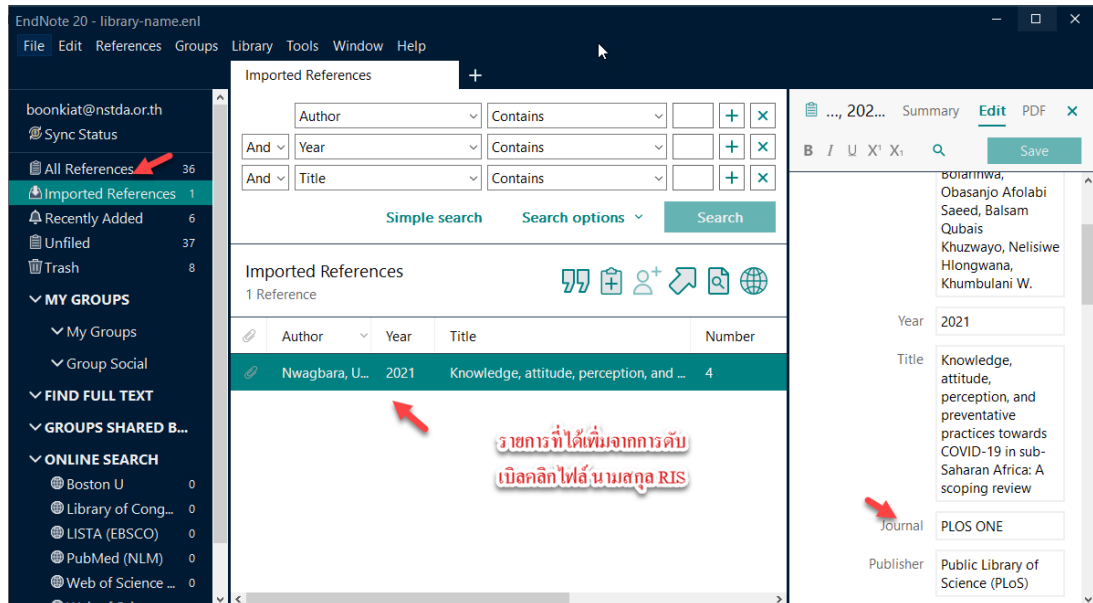 EndNote 20 - library-name.enl
File Edit References Groups Library Tools Window Help
Imported References +
boonkiat@nstda.or.th
Sync Status
All References 36
Imported References 1
Recently Added 6
Unfiled 37
Trash 8
MY GROUPS
My Groups
Group Social
FIND FULL TEXT
GROUPS SHARED B...
ONLINE SEARCH
Boston U 0
Library of Cong... 0
LISTA (EBSCO) 0
PubMed (NLM) 0
Web of Science ... 0
Author Contains
And Year Contains
And Title Contains
Simple search Search options Search
Imported References
1 Reference
Author Year Title Number
Nwagbara, U... 2021 Knowledge, attitude, perception, and ... 4
รายการที่ได้เพิ่มจากการดับ
เบิลคลิกไฟล์นามสกุล RIS
..., 202... Summary Edit PDF
B I U X¹ X₁ Save
Obasanjo Afolabi
Saeed, Balsam
Qubais
Khuzwayo, Nelisiwe
Hlongwana,
Khumbulani W.
Year 2021
Title Knowledge,
attitude,
perception, and
preventative
practices towards
COVID-19 in sub-
Saharan Africa: A
scoping review
Journal PLOS ONE
Publisher Public Library of
Science (PLoS)